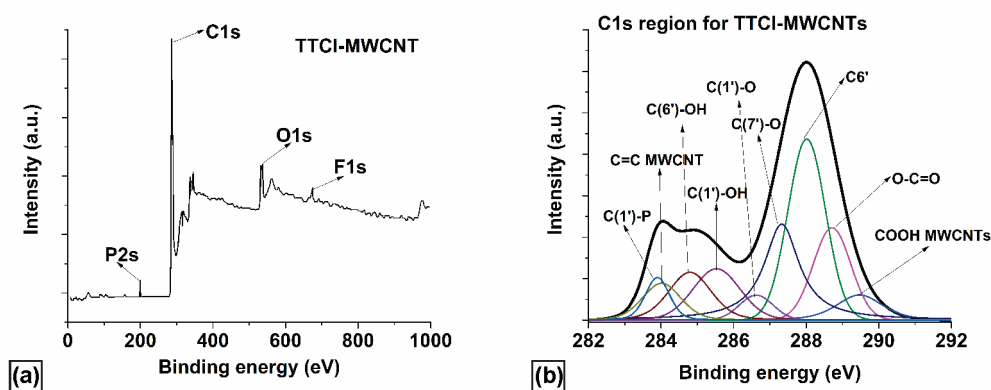 C1s
TTCl-MWCNT
O1s
F1s
P2s
Intensity (a.u.)
0 200 400 600 800 1000
Binding energy (eV)
(a)
C1s region for TTCl-MWCNTs
C(1')-O
C6'
C(6')-OH
C(7')-O
C=C MWCNT
C(1')-OH
O-C=O
C(1')-P
COOH MWCNTs
Intensity (a.u.)
282 284 286 288 290 292
Binding energy (eV)
(b)